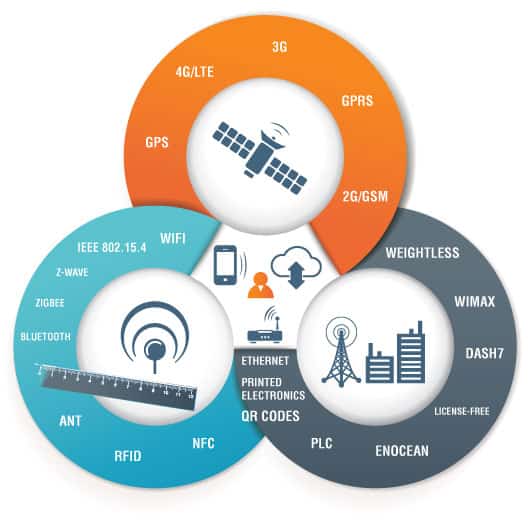 3G
4G/LTE
GPRS
GPS
2G/GSM
WIFI
IEEE 802.15.4
Z-WAVE
ZIGBEE
BLUETOOTH
ANT
RFID
NFC
WEIGHTLESS
WIMAX
DASH7
LICENSE-FREE
ENOCEAN
PLC
ETHERNET
PRINTED
ELECTRONICS
QR CODES